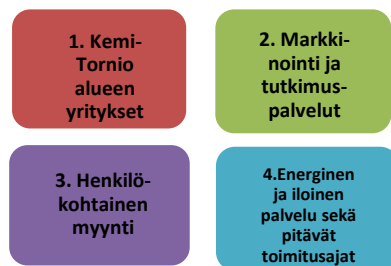 1. Kemi-
Tornio
alueen
yritykset
2. Markki-
nointi ja
tutkimus-
palvelut
3. Henkilö-
kohtainen
myynti
4.Energinen
ja iloinen
palvelu sekä
pitävät
toimitusajat